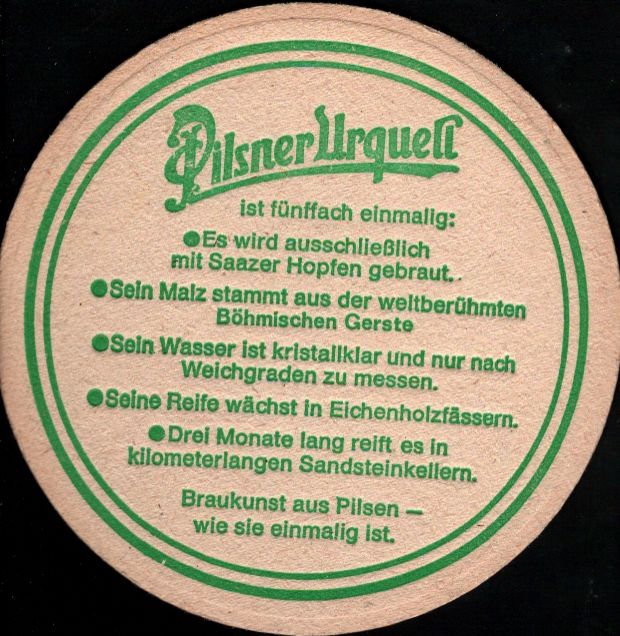 Pilsner Urquell
ist fünffach einmalig:
●Es wird ausschließlich
mit Saazer Hopfen gebraut.
●Sein Malz stammt aus der weltberühmten
Böhmischen Gerste
●Sein Wasser ist kristallklar und nur nach
Weichgraden zu messen.
●Seine Reife wächst in Eichenholzfässern.
●Drei Monate lang reift es in
kilometerlangen Sandsteinkellern.
Braukunst aus Pilsen —
wie sie einmalig ist.